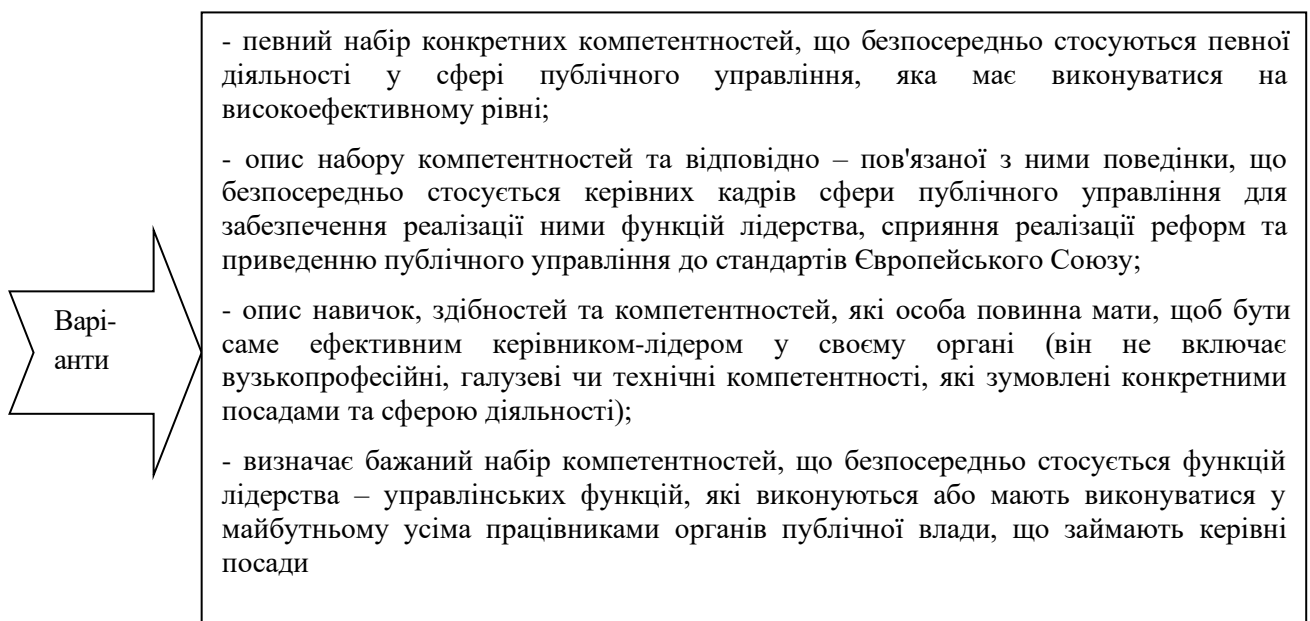 - певний набір конкретних компетентностей, що безпосередньо стосуються певної
діяльності у сфері публічного управління, яка має виконуватися на
високоефективному рівні;
- опис набору компетентностей та відповідно – пов'язаної з ними поведінки, що
безпосередньо стосується керівних кадрів сфери публічного управління для
забезпечення реалізації ними функцій лідерства, сприяння реалізації реформ та
приведенню публічного управління до стандартів Європейського Союзу;
- опис навичок, здібностей та компетентностей, які особа повинна мати, щоб бути
саме ефективним керівником-лідером у своєму органі (він не включає
вузькопрофесійні, галузеві чи технічні компетентності, які зумовлені конкретними
посадами та сферою діяльності);
- визначає бажаний набір компетентностей, що безпосередньо стосується функцій
лідерства – управлінських функцій, які виконуються або мають виконуватися у
майбутньому усіма працівниками органів публічної влади, що займають керівні
посади
Варі-
анти